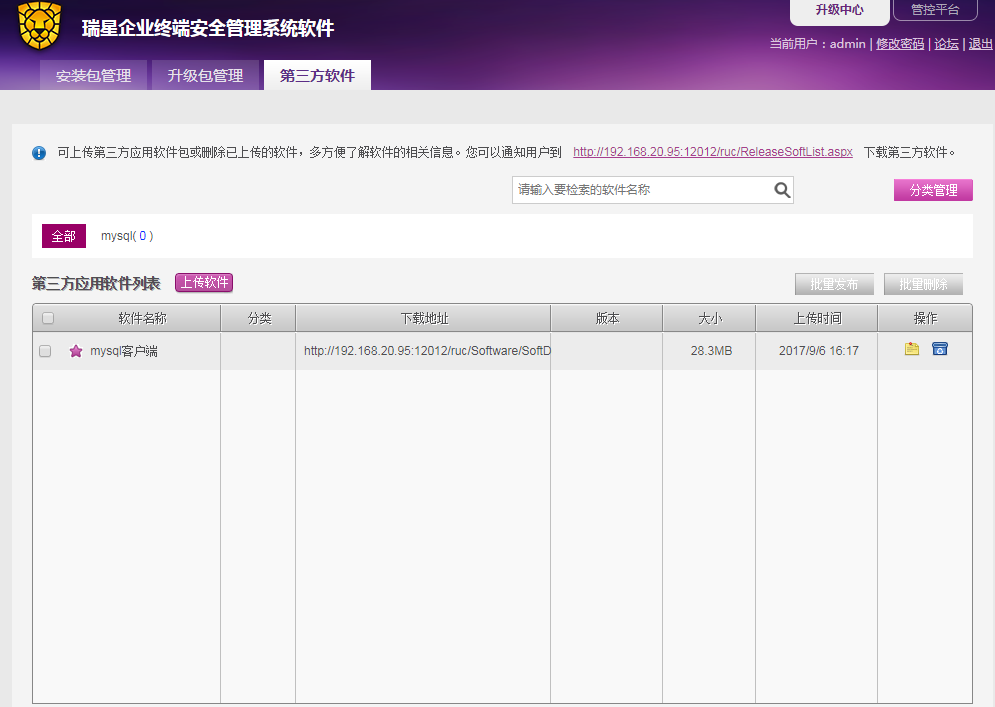 瑞星企业终端安全管理系统软件
升级中心
管控平台
当前用户：admin | 修改密码 | 论坛 | 退出
安装包管理
升级包管理
第三方软件
可上传第三方应用软件包或删除已上传的软件，多方便了解软件的相关信息。您可以通知用户到 http://192.168.20.95:12012/ruc/ReleaseSoftList.aspx 下载第三方软件。
请输入要检索的软件名称
分类管理
全部 mysql( 0 )
第三方应用软件列表 上传软件 批量发布 批量删除
软件名称 分类 下载地址 版本 大小 上传时间 操作
mysql客户端 http://192.168.20.95:12012/ruc/Software/SoftD 28.3MB 2017/9/6 16:17